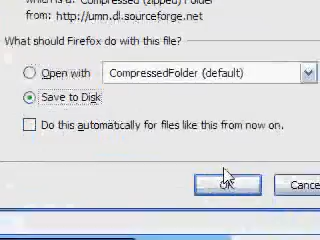 which is a: Compressed (zipped) Folder
from: http://umn.dl.sourceforge.net
What should Firefox do with this file?
Open with CompressedFolder (default)
Save to Disk
Do this automatically for files like this from now on.
OK Cance